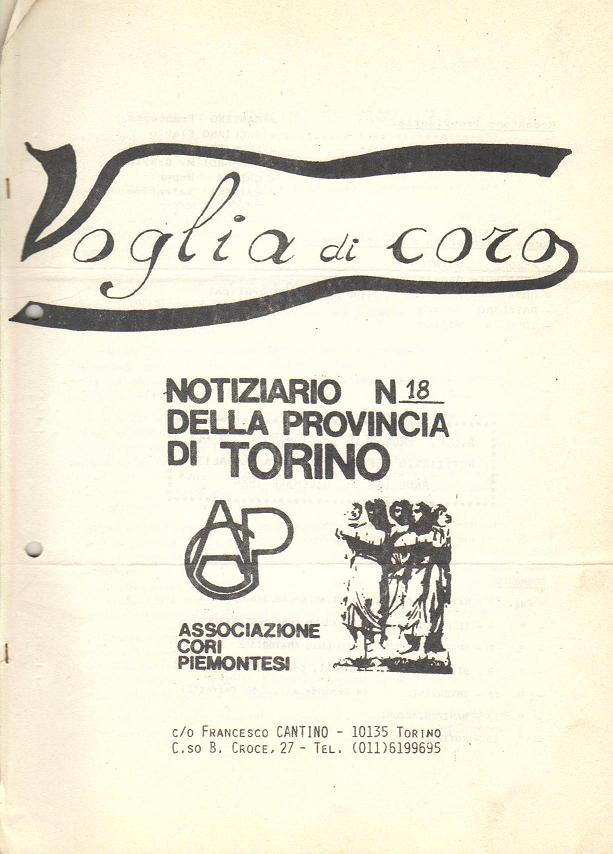 Voglia di coro
NOTIZIARIO N 18
DELLA PROVINCIA
DI TORINO
ACP
ASSOCIAZIONE
CORI
PIEMONTESI
c/o Francesco CANTINO - 10135 Torino
C.so B. Croce, 27 - Tel. (011)6199695